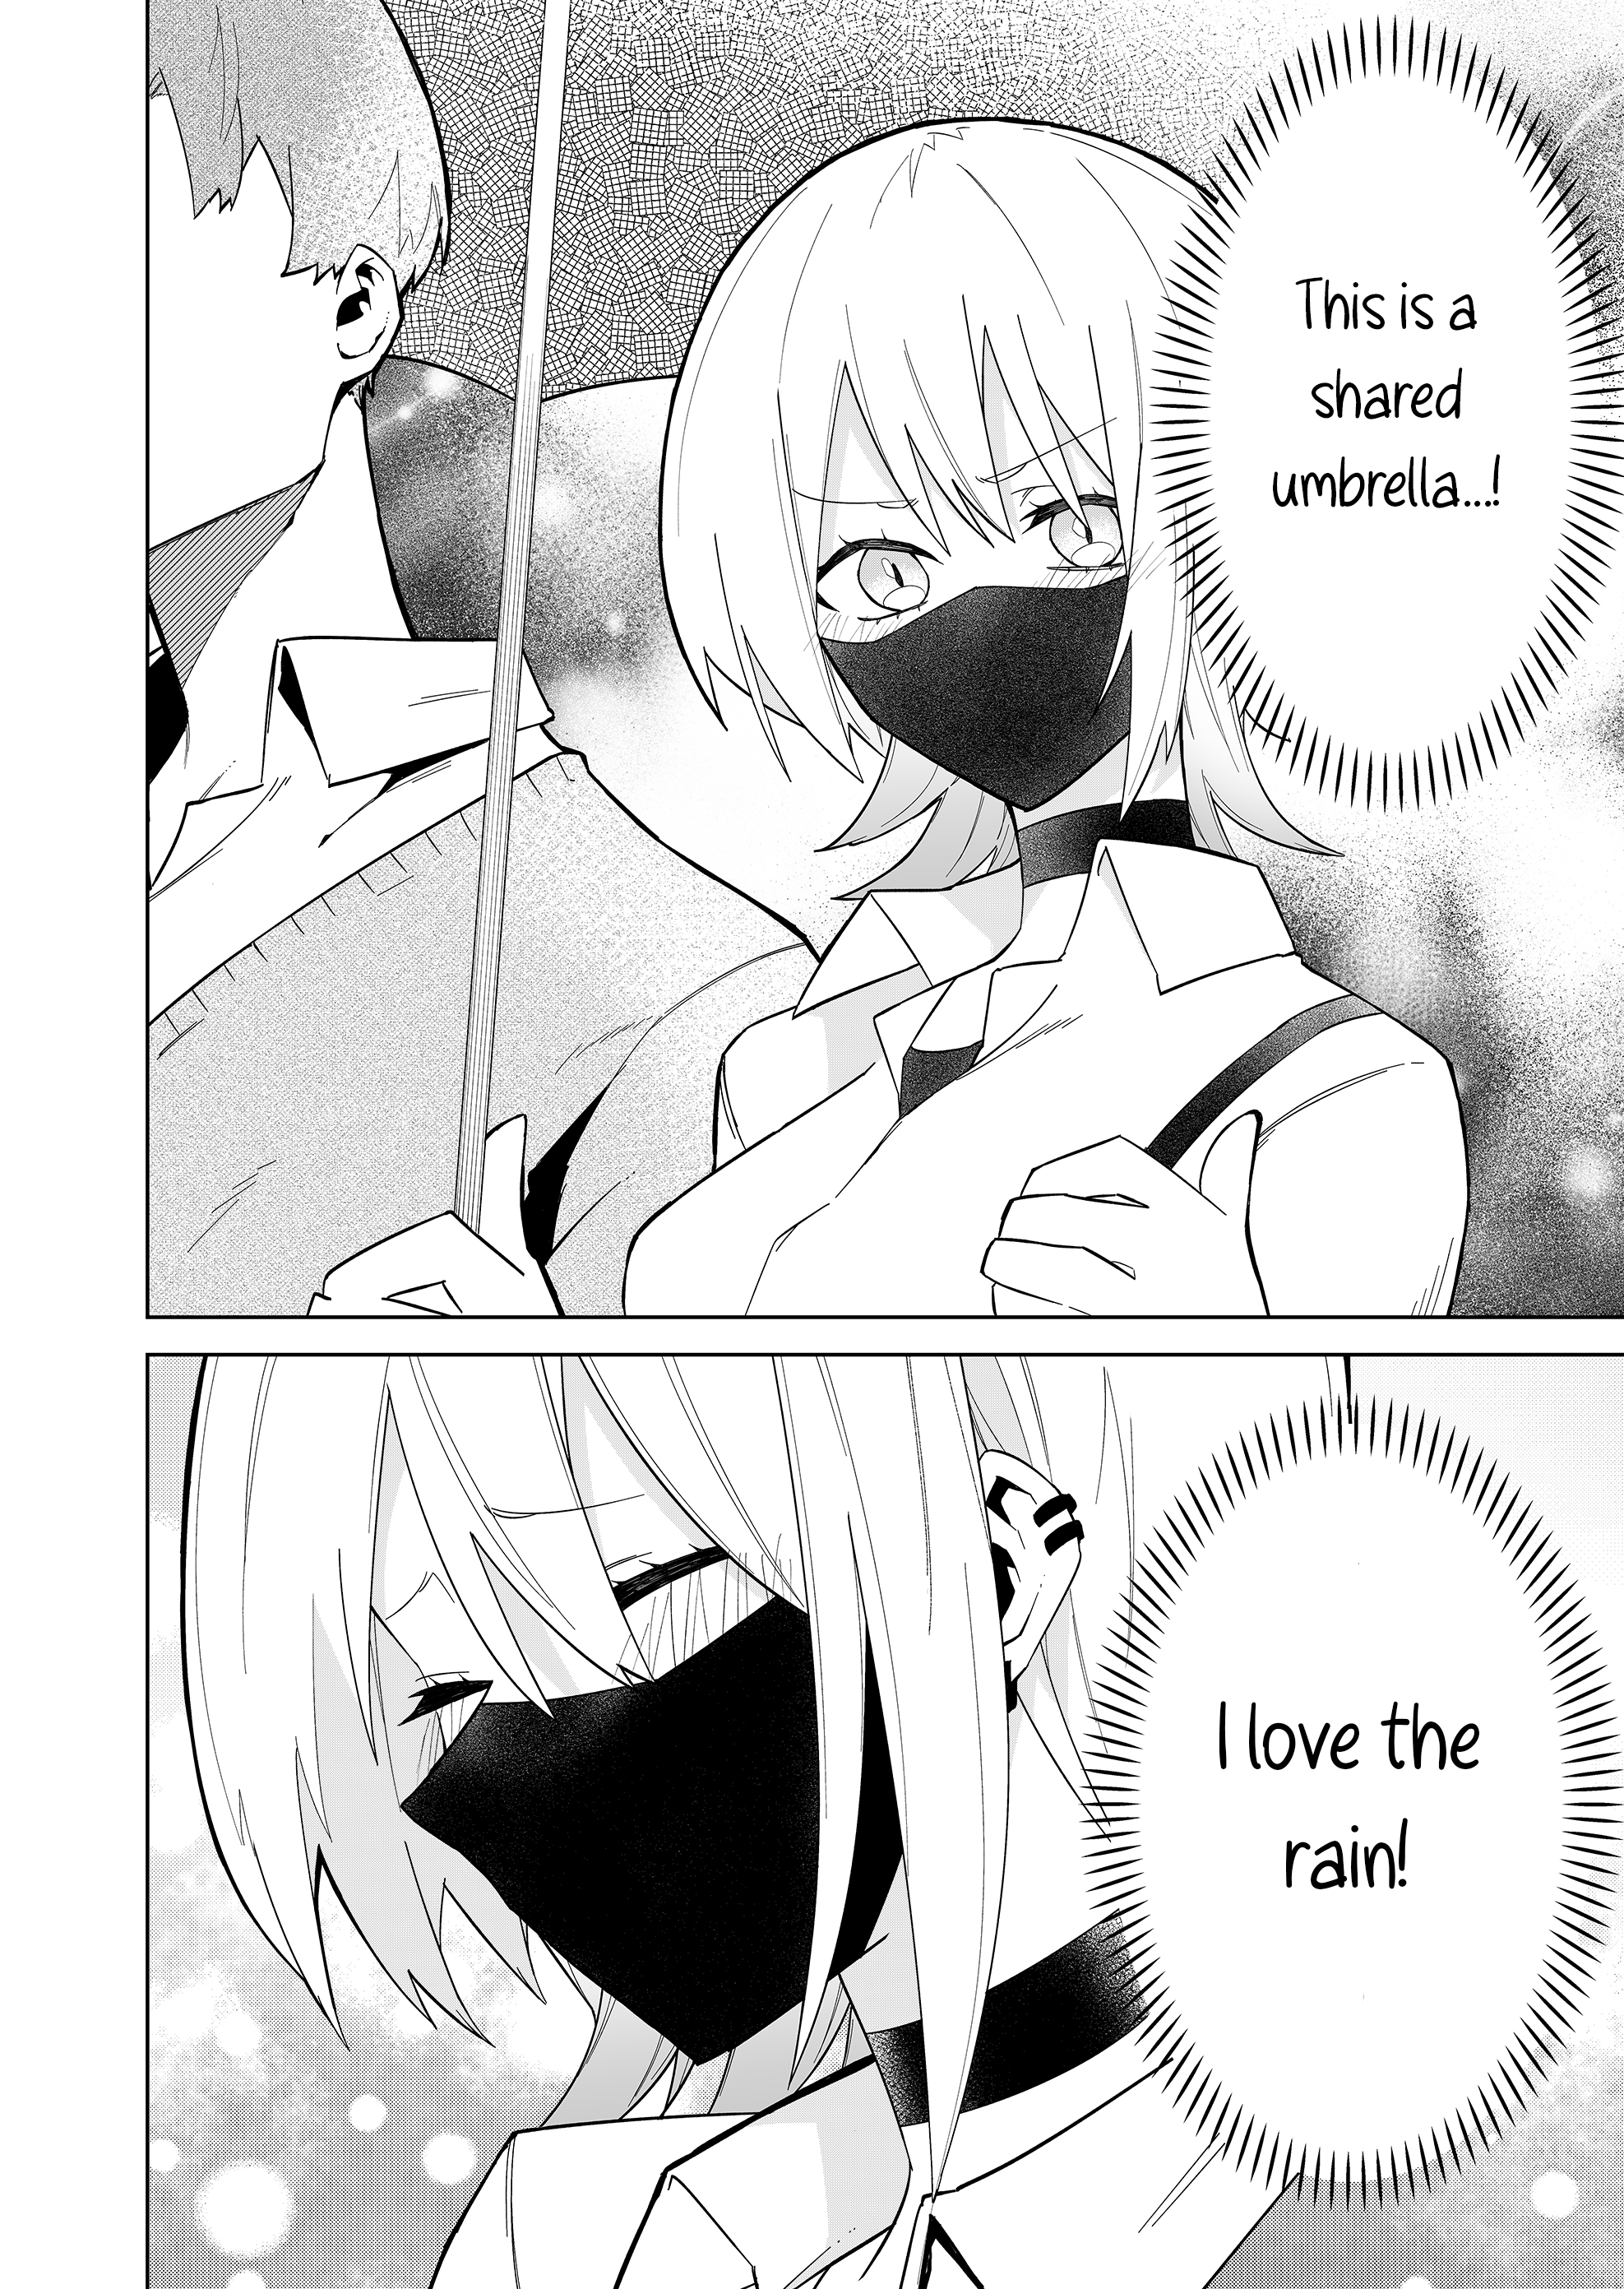 This is a
shared
umbrella...!
I love the
rain!